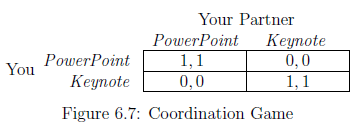 Your Partner
PowerPoint Keynote
PowerPoint 1, 1 0, 0
You
Keynote 0, 0 1, 1
Figure 6.7: Coordination Game